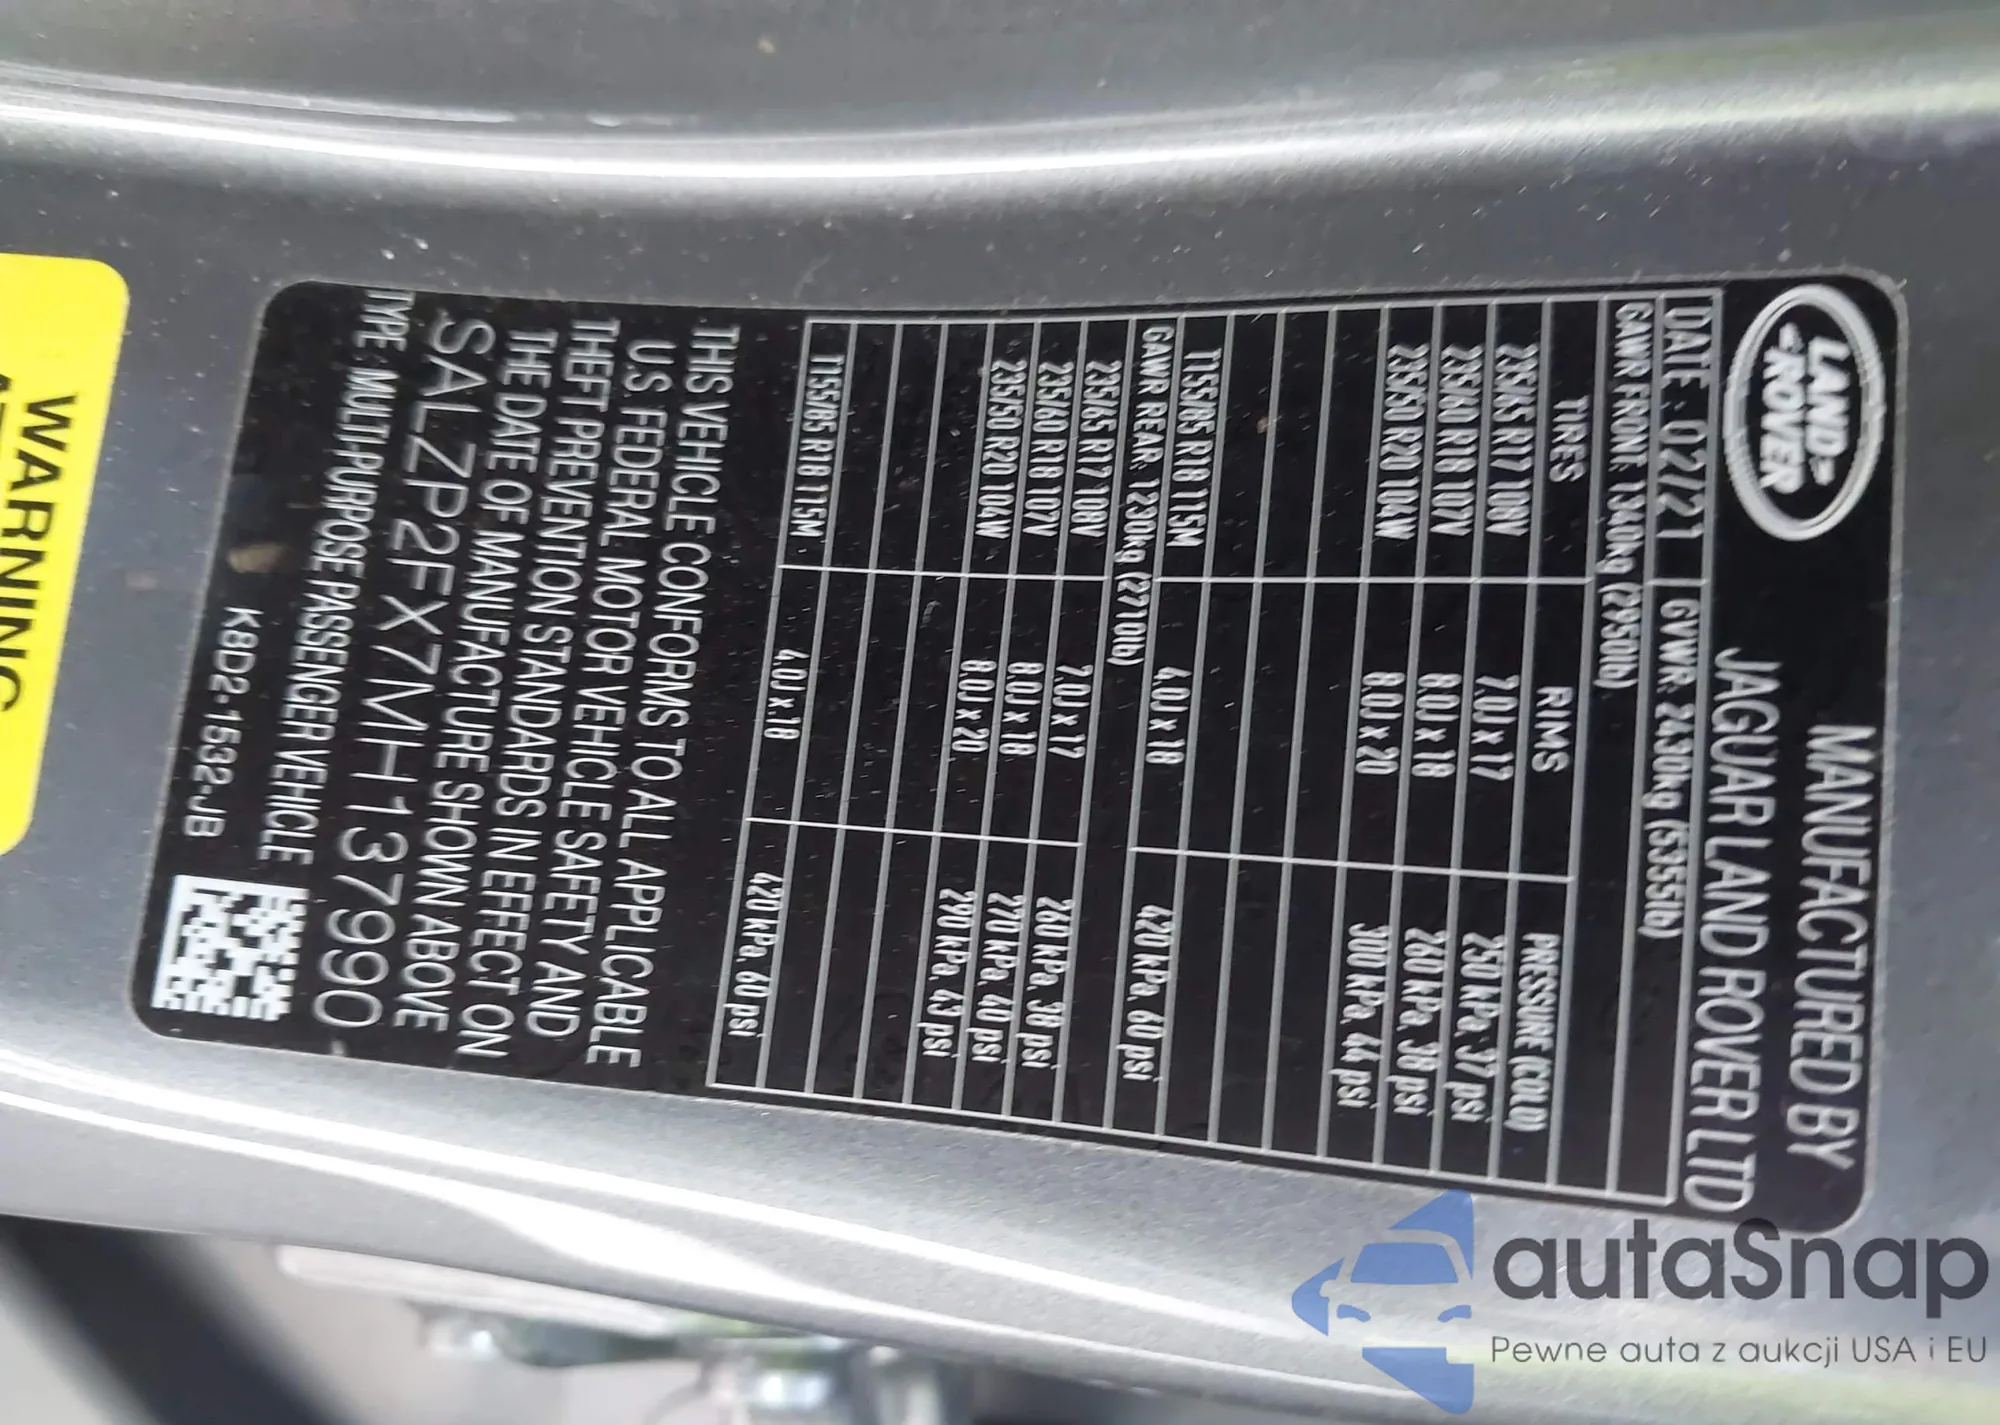 LAND-
-ROVER
MANUFACTURED BY
JAGUAR LAND ROVER LTD
DATE : 02/21 GVWR: 2430kg (5355lb)
GAWR FRONT: 1340kg (2950lb)
TIRES RIMS PRESSURE (COLD)
235/65 R17 108V 7.0J x 17 250 kPa, 37 psi
235/60 R18 107V 8.0J x 18 260 kPa, 38 psi
235/50 R20 104W 8.0J x 20 300 kPa, 44 psi
T155/85 R18 115M 4.0J x 18 420 kPa, 60 psi
GAWR REAR: 1230kg (2710lb)
235/65 R17 108V 7.0J x 17 260 kPa, 38 psi
235/60 R18 107V 8.0J x 18 270 kPa, 40 psi
235/50 R20 104W 8.0J x 20 290 kPa, 43 psi
T155/85 R18 115M 4.0J x 18 420 kPa, 60 psi
THIS VEHICLE CONFORMS TO ALL APPLICABLE
U.S. FEDERAL MOTOR VEHICLE SAFETY AND
THEFT PREVENTION STANDARDS IN EFFECT ON
THE DATE OF MANUFACTURE SHOWN ABOVE
SALZP2FX7MH137990
TYPE : MULTI-PURPOSE PASSENGER VEHICLE
K8D2-1532-JB
WARNING
autaSnap
Pewne auta z aukcji USA i EU